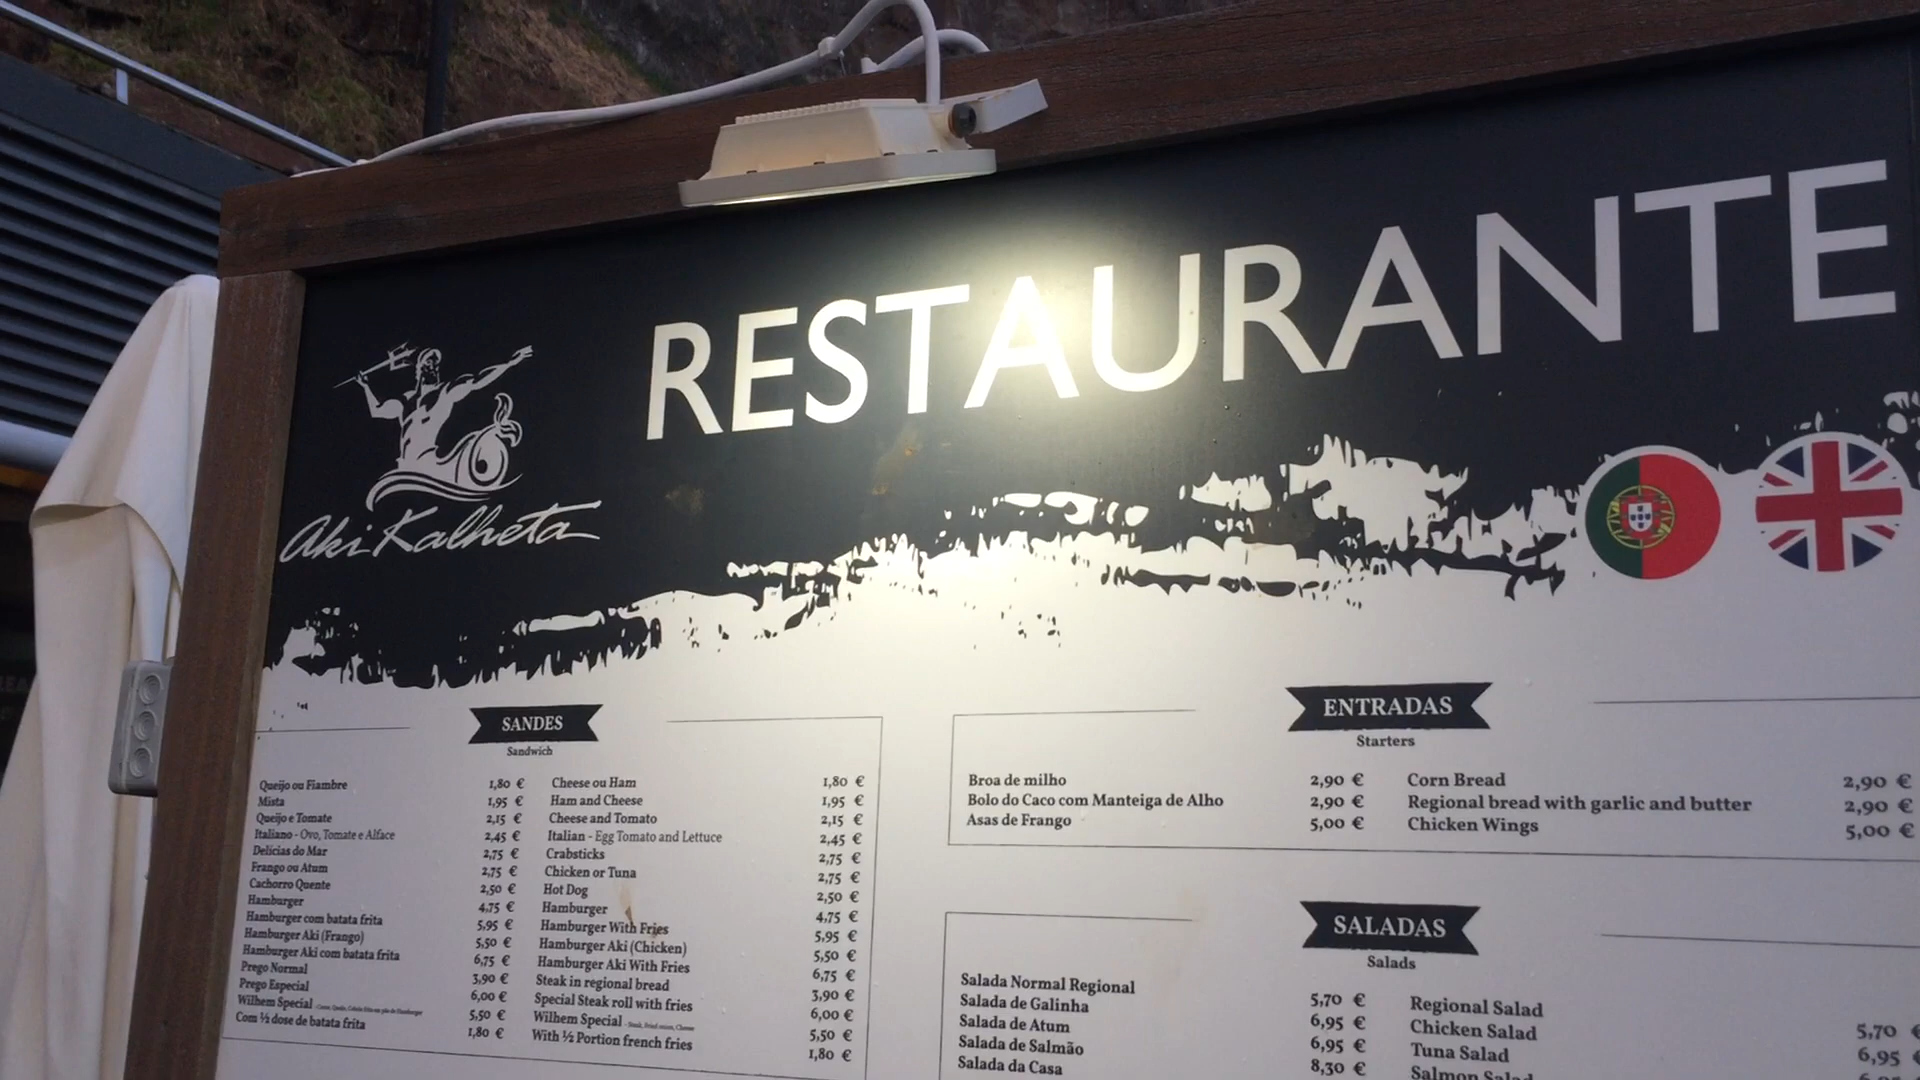 RESTAURANTE
Aki Kalheta
SANDES
Sandwich
Queijo ou Fiambre 1,80 € Cheese ou Ham 1,80 €
Mista 1,95 € Ham and Cheese 1,95 €
Queijo e Tomate 2,15 € Cheese and Tomato 2,15 €
Italiano - Ovo, Tomate e Alface 2,45 € Italian - Egg Tomato and Lettuce 2,45 €
Delícias do Mar 2,75 € Crabsticks 2,75 €
Frango ou Atum 2,75 € Chicken or Tuna 2,75 €
Cachorro Quente 2,50 € Hot Dog 2,50 €
Hamburger 4,75 € Hamburger 4,75 €
Hamburger com batata frita 5,95 € Hamburger With Fries 5,95 €
Hamburger Aki (Frango) 5,50 € Hamburger Aki (Chicken) 5,50 €
Hamburger Aki com batata frita 6,75 € Hamburger Aki With Fries 6,75 €
Prego Normal 3,90 € Steak in regional bread 3,90 €
Prego Especial 6,00 € Special Steak roll with fries 6,00 €
Wilhem Special 5,50 € Wilhem Special 5,50 €
Com ½ dose de batata frita 1,80 € With ½ Portion french fries 1,80 €
ENTRADAS
Starters
Broa de milho 2,90 € Corn Bread 2,90 €
Bolo do Caco com Manteiga de Alho 2,90 € Regional bread with garlic and butter 2,90 €
Asas de Frango 5,00 € Chicken Wings 5,00 €
SALADAS
Salads
Salada Normal Regional 5,70 € Regional Salad 5,70 €
Salada de Galinha 6,95 € Chicken Salad 6,95 €
Salada de Atum 6,95 € Tuna Salad
Salada de Salmão 8,30 € Salmon Salad
Salada da Casa